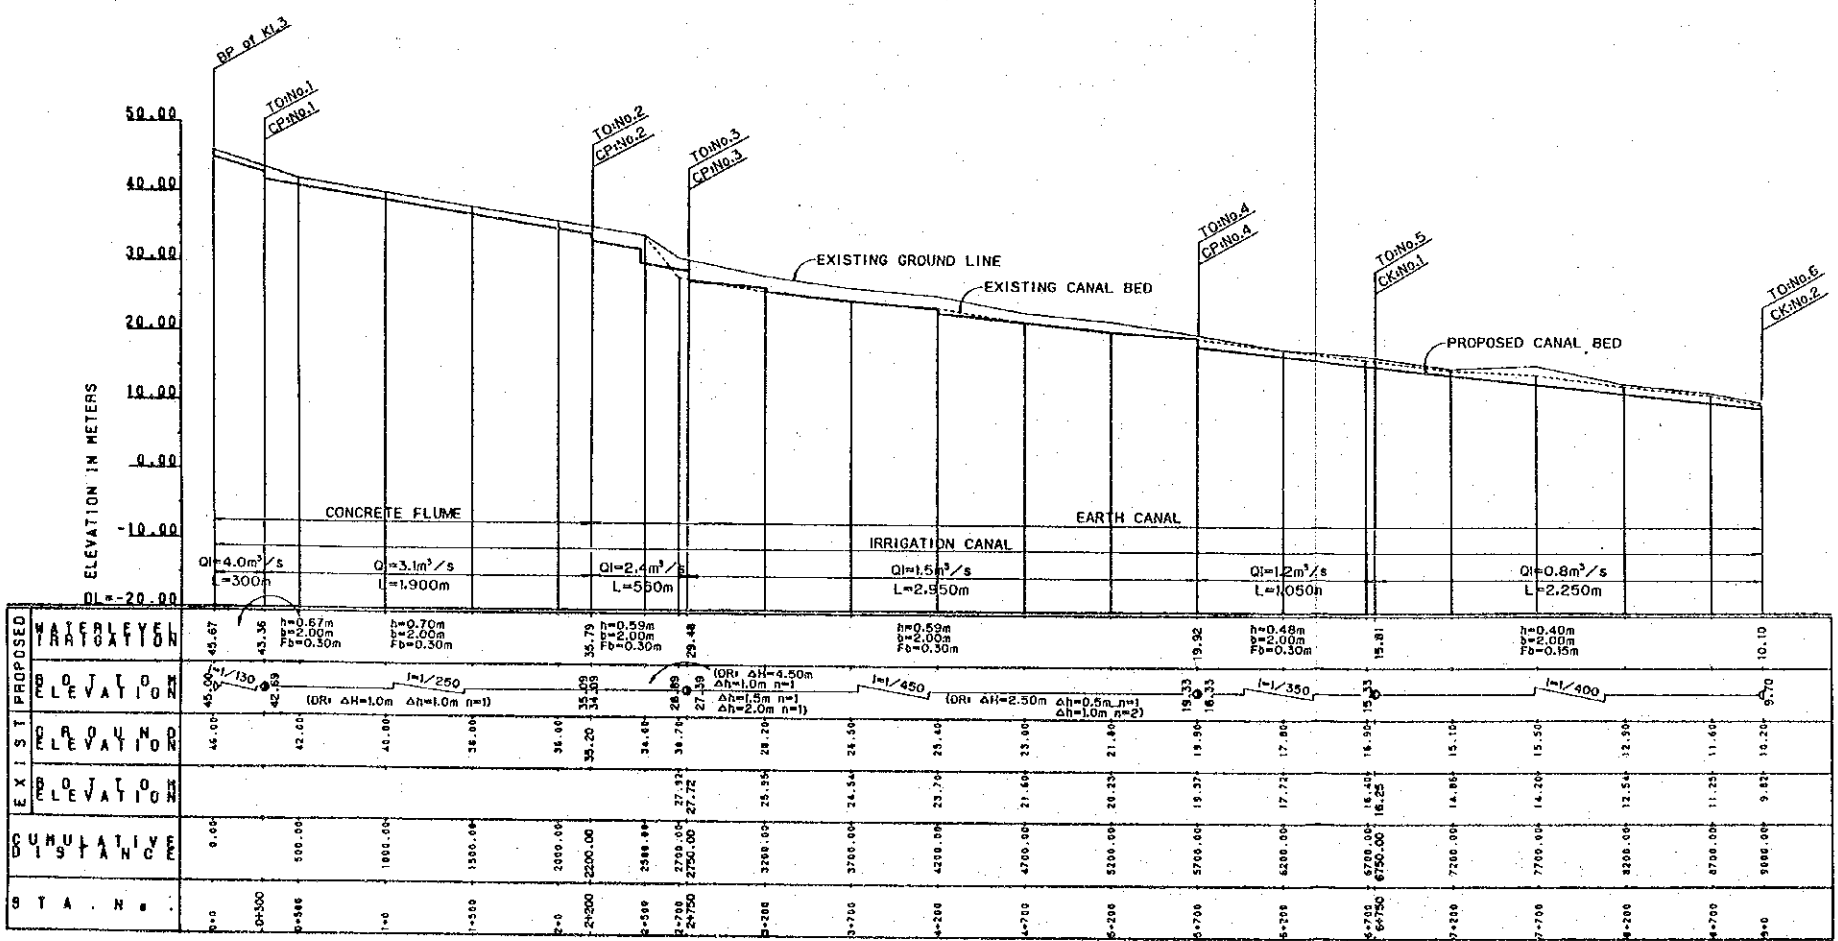 BP of KL3
TO:No.1
CP:No.1
TO:No.2
CP:No.2
TO:No.3
CP:No.3
TO:No.4
CP:No.4
TO:No.5
CK:No.1
TO:No.6
CK:No.2
ELEVATION IN METERS
50.00
40.00
30.00
20.00
10.00
0.00
-10.00
DL=-20.00
EXISTING GROUND LINE
EXISTING CANAL BED
PROPOSED CANAL BED
CONCRETE FLUME
EARTH CANAL
IRRIGATION CANAL
QI=4.0m³/s
L=300m
QI=3.1m³/s
L=1,900m
QI=2.4m³/s
L=550m
QI=1.5m³/s
L=2,950m
QI=1.2m³/s
L=1,050m
QI=0.8m³/s
L=2,250m
PROPOSED
WATERLEVEL
IRRIGATION
45.67
43.36
h=0.67m
b=2.00m
Fb=0.30m
h=0.70m
b=2.00m
Fb=0.30m
35.79
h=0.59m
b=2.00m
Fb=0.30m
29.48
h=0.59m
b=2.00m
Fb=0.30m
19.92
h=0.48m
b=2.00m
Fb=0.30m
15.81
h=0.40m
b=2.00m
Fb=0.15m
10.10
BOTTOM
ELEVATION
45.00
I=1/130
42.69
I=1/250
(DR: ΔH=1.0m Δh=1.0m n=1)
35.09
34.09
28.89
27.39
(DR: ΔH=4.50m
Δh=1.0m n=1
Δh=1.5m n=1
Δh=2.0m n=1)
I=1/450
(DR: ΔH=2.50m Δh=0.5m n=1
Δh=1.0m n=2)
19.33
I=1/350
15.33
I=1/400
9.70
EXIST
GROUND
ELEVATION
46.00
42.00
40.00
38.00
36.00
35.20
34.00
30.70
28.20
26.50
25.40
23.00
21.80
19.90
17.80
16.90
15.10
15.50
12.90
11.60
10.20
BOTTOM
ELEVATION
27.92
27.72
25.95
24.54
23.70
21.60
20.23
19.37
17.72
16.40
16.25
14.86
14.20
12.54
11.25
9.82
CUMULATIVE
DISTANCE
0.00
500.00
1000.00
1500.00
2000.00
2200.00
2500.00
2700.00
2750.00
3200.00
3700.00
4200.00
4700.00
5200.00
5700.00
6200.00
6700.00
6750.00
7200.00
7700.00
8200.00
8700.00
9000.00
STA. No.
0+0
0+300
0+500
1+0
1+500
2+0
2+200
2+500
2+700
2+750
3+200
3+700
4+200
4+700
5+200
5+700
6+200
6+700
6+750
7+200
7+700
8+200
8+700
9+0